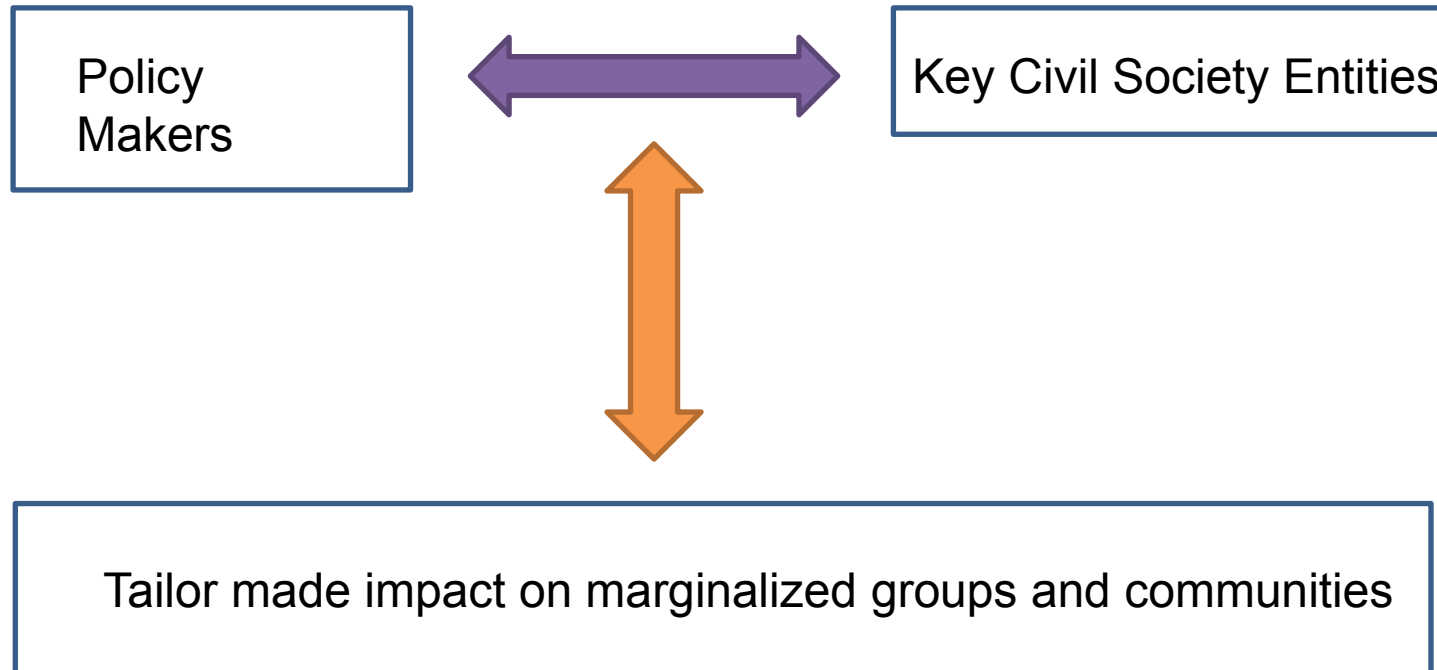 Policy
Makers
Key Civil Society Entities
Tailor made impact on marginalized groups and communities